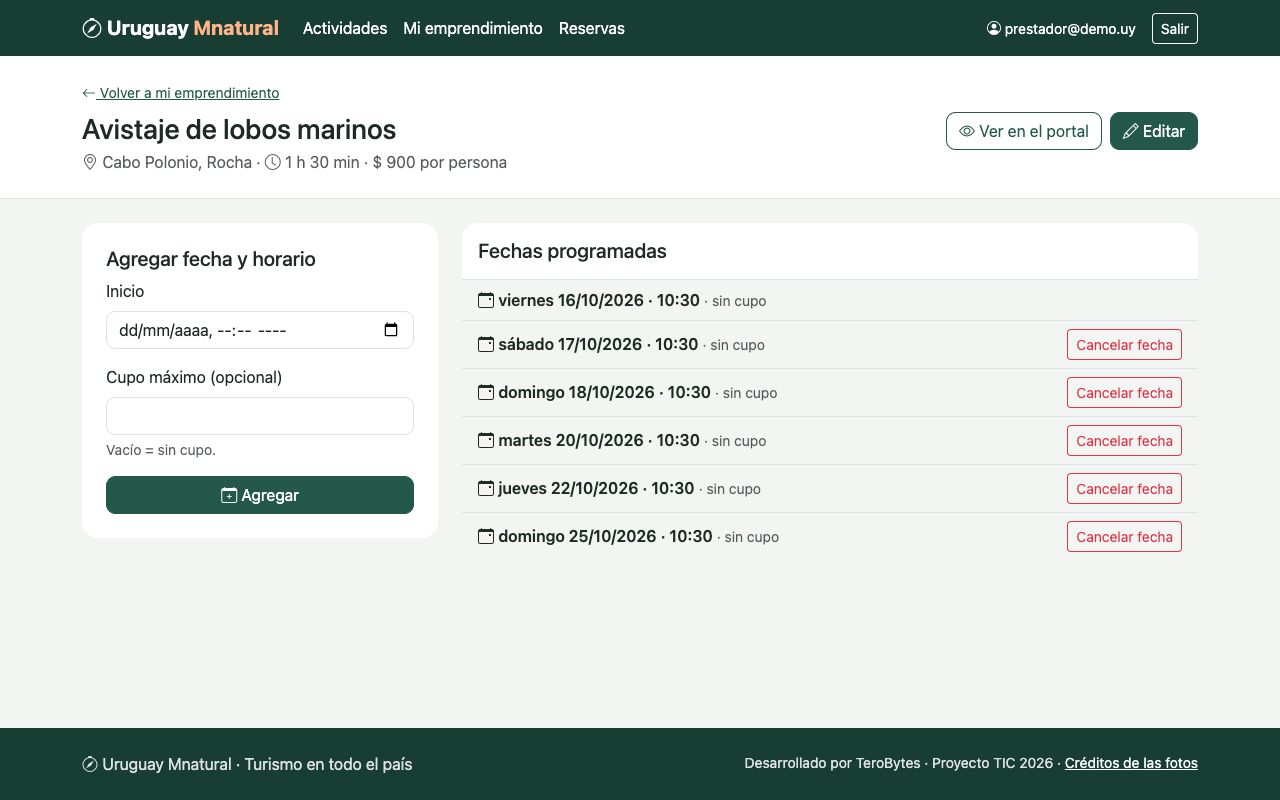 Uruguay Mnatural
Actividades
Mi emprendimiento
Reservas
prestador@demo.uy
Salir
← Volver a mi emprendimiento
Avistaje de lobos marinos
Cabo Polonio, Rocha · 1 h 30 min · $ 900 por persona
Ver en el portal
Editar
Agregar fecha y horario
Inicio
dd/mm/aaaa, --:-- ----
Cupo máximo (opcional)
Vacío = sin cupo.
Agregar
Fechas programadas
viernes 16/10/2026 · 10:30 · sin cupo
sábado 17/10/2026 · 10:30 · sin cupo
Cancelar fecha
domingo 18/10/2026 · 10:30 · sin cupo
Cancelar fecha
martes 20/10/2026 · 10:30 · sin cupo
Cancelar fecha
jueves 22/10/2026 · 10:30 · sin cupo
Cancelar fecha
domingo 25/10/2026 · 10:30 · sin cupo
Cancelar fecha
Uruguay Mnatural · Turismo en todo el país
Desarrollado por TeroBytes · Proyecto TIC 2026 · Créditos de las fotos